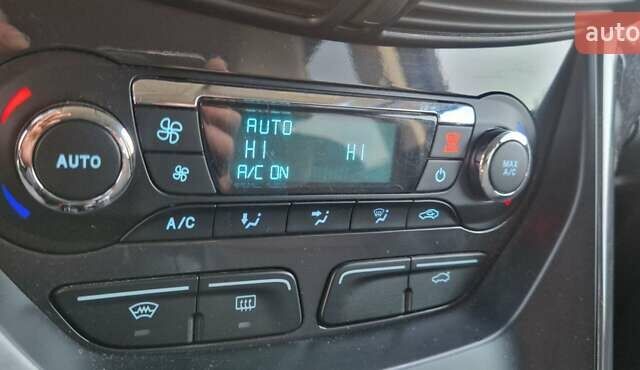 auto
AUTO
HI HI
A/C ON
AUTO
MAX
A/C
A/C